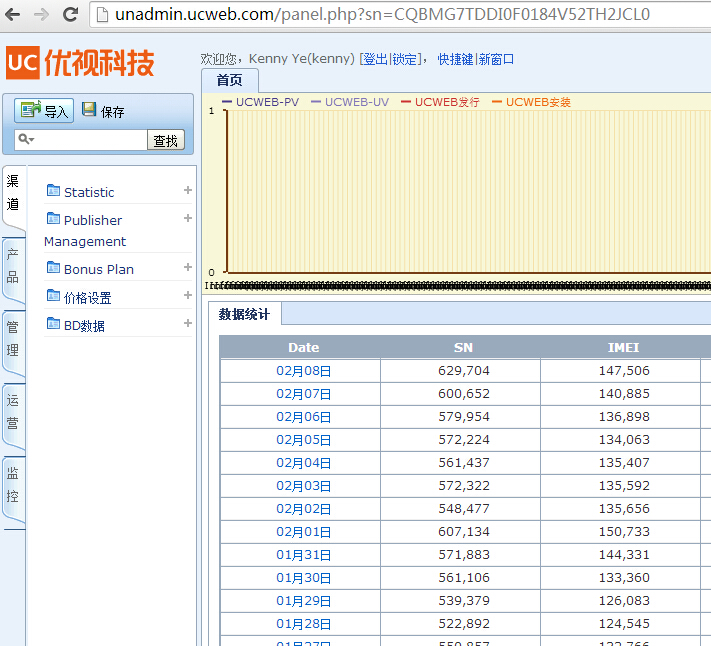 unadmin.ucweb.com/panel.php?sn=CQBMG7TDDI0F0184V52TH2JCL0
UC 优视科技
欢迎您，Kenny Ye(kenny) [登出|锁定]， 快捷键|新窗口
首页
导入 保存
查找
渠道
产品
管理
运营
监控
Statistic +
Publisher Management +
Bonus Plan +
价格设置 +
BD数据 +
UCWEB-PV UCWEB-UV UCWEB发行 UCWEB安装
1
0
数据统计
Date SN IMEI
02月08日 629,704 147,506
02月07日 600,652 140,885
02月06日 579,954 136,898
02月05日 572,224 134,063
02月04日 561,437 135,407
02月03日 572,322 135,592
02月02日 548,477 135,656
02月01日 607,134 150,733
01月31日 571,883 144,331
01月30日 561,106 133,360
01月29日 539,379 126,083
01月28日 522,892 124,545
01月27日